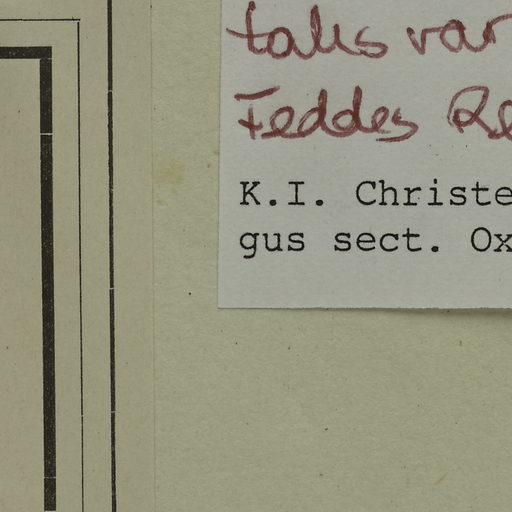 talis var
Feddes Re
K.I. Christe
gus sect. Ox